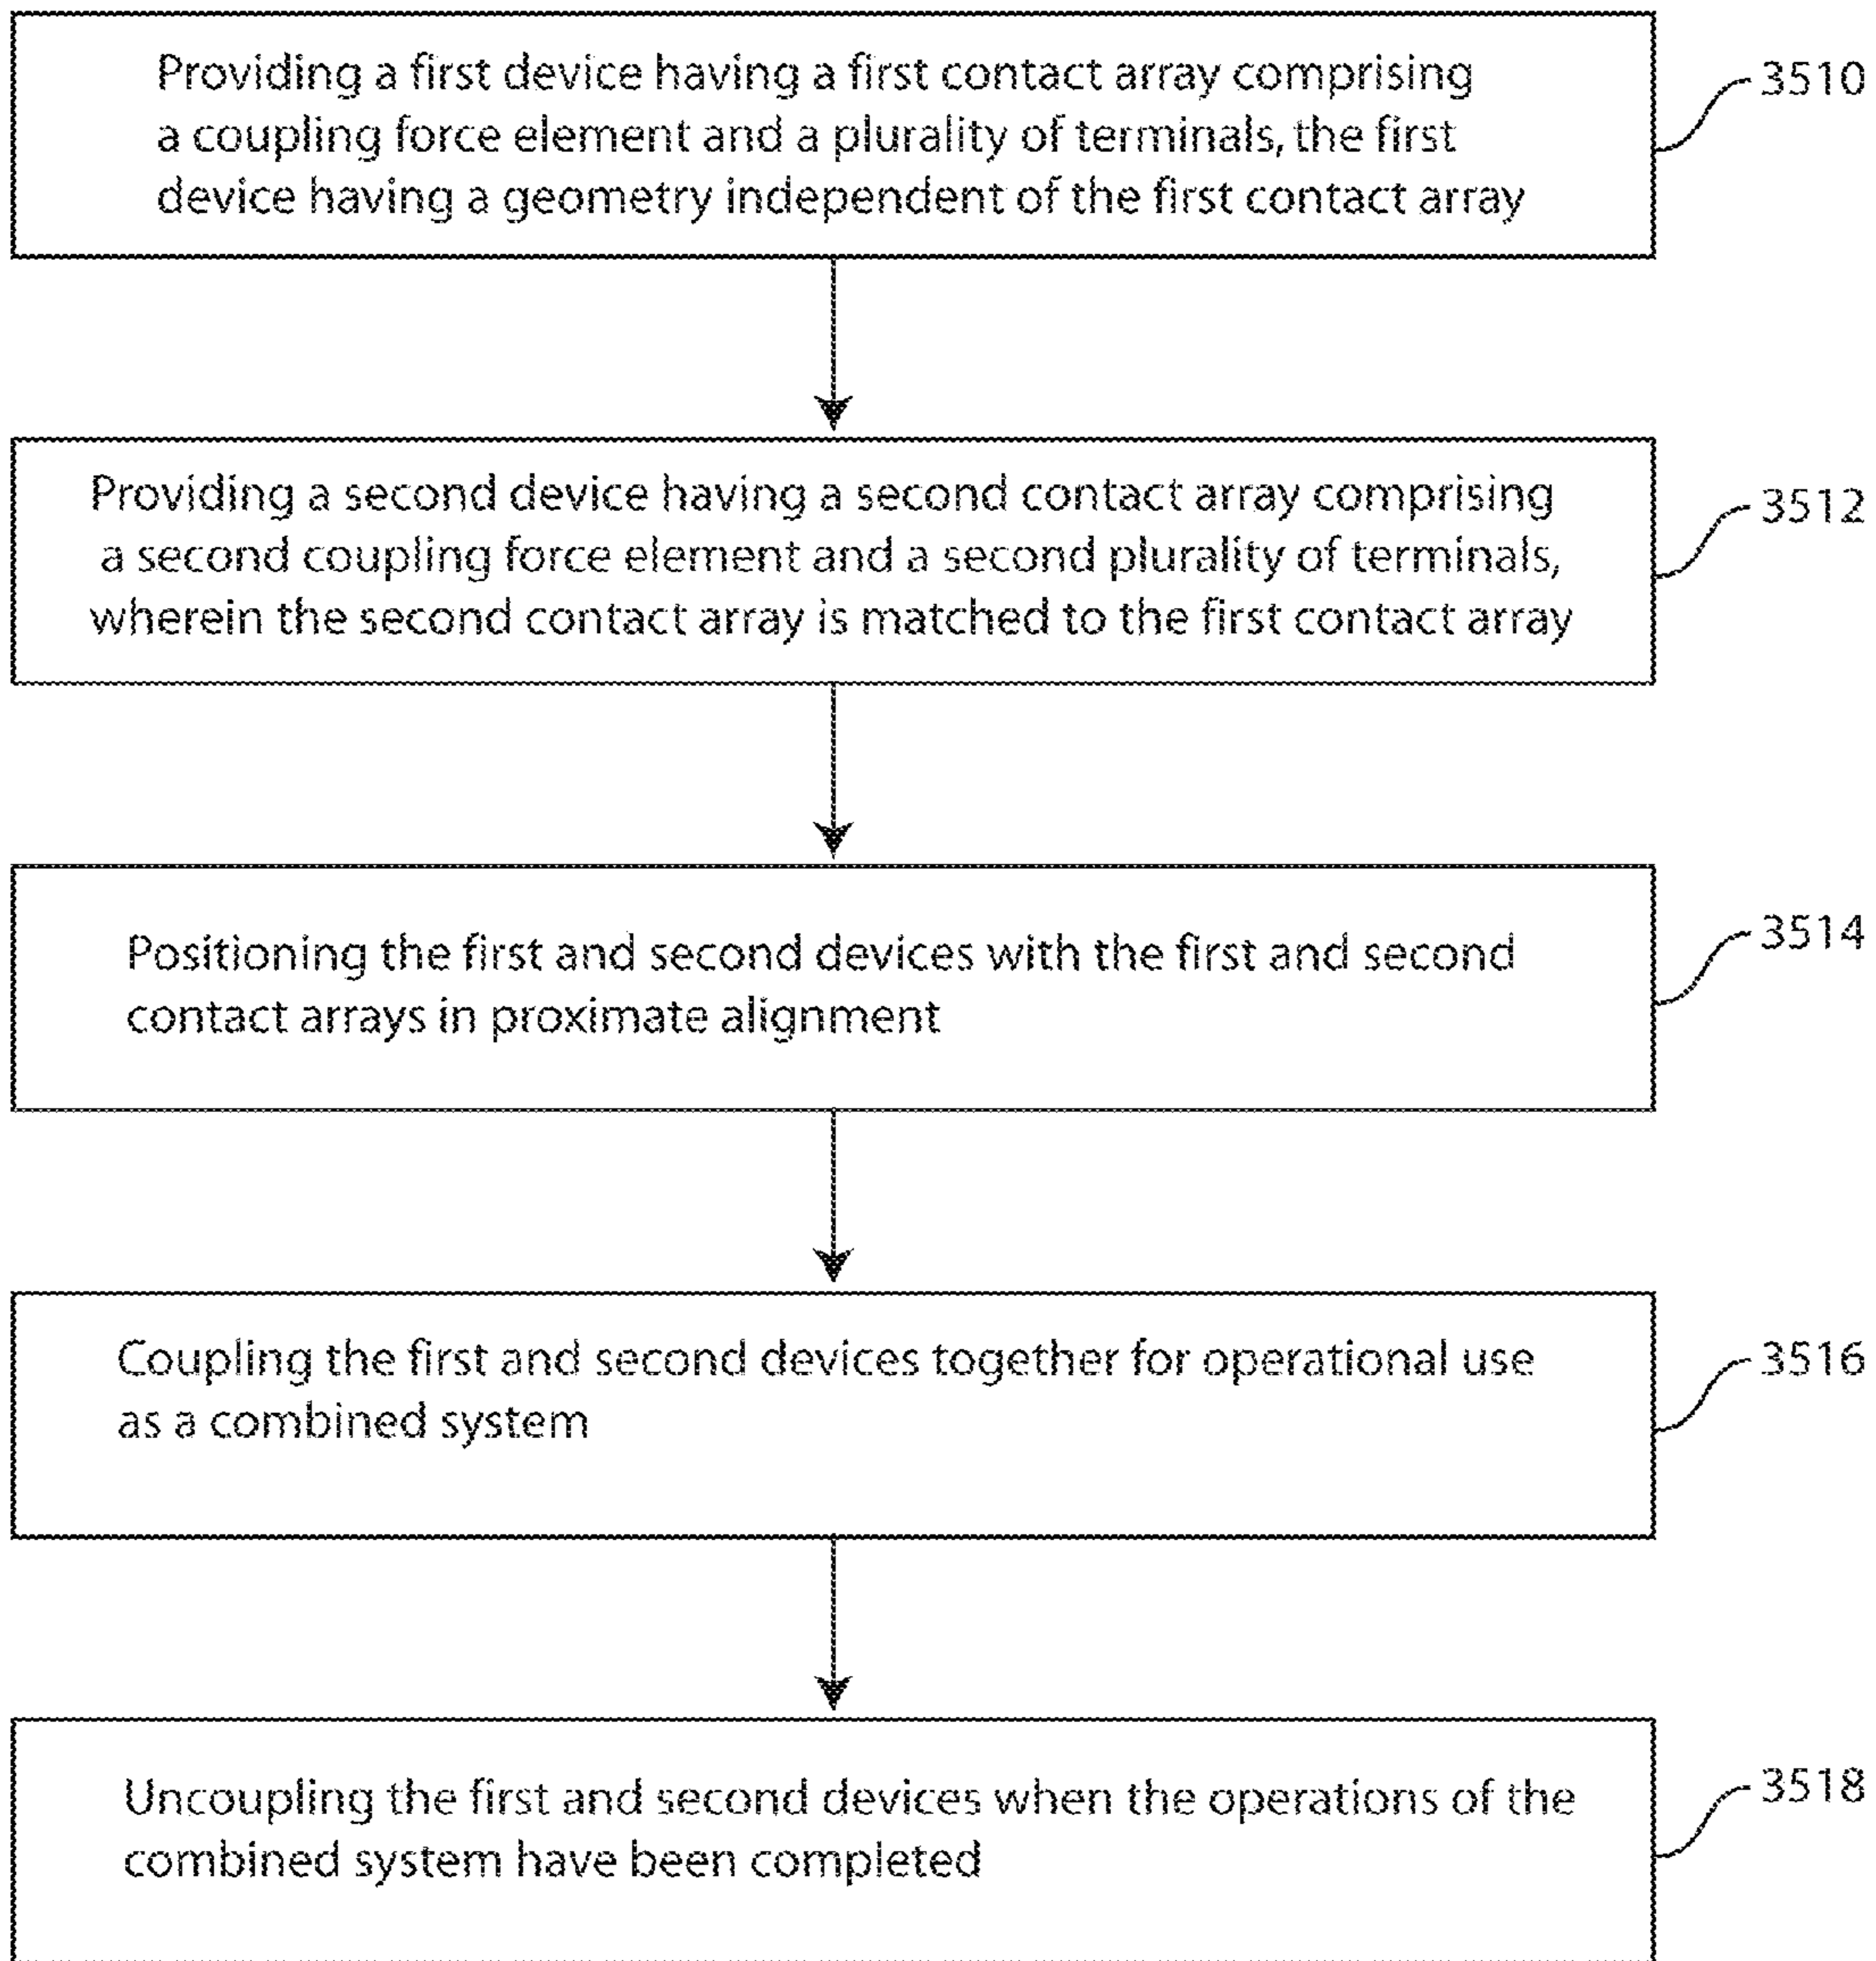 Providing a first device having a first contact array comprising
a coupling force element and a plurality of terminals, the first
device having a geometry independent of the first contact array
3510
Providing a second device having a second contact array comprising
a second coupling force element and a second plurality of terminals,
wherein the second contact array is matched to the first contact array
3512
Positioning the first and second devices with the first and second
contact arrays in proximate alignment
3514
Coupling the first and second devices together for operational use
as a combined system
3516
Uncoupling the first and second devices when the operations of the
combined system have been completed
3518